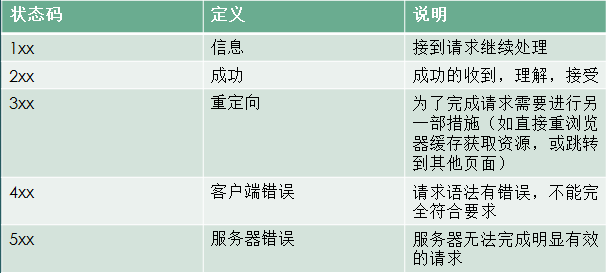 状态码 定义 说明
1xx 信息 接到请求继续处理
2xx 成功 成功的收到，理解，接受
3xx 重定向 为了完成请求需要进行另
一部措施（如直接重浏览
器缓存获取资源，或跳转
到其他页面）
4xx 客户端错误 请求语法有错误，不能完
全符合要求
5xx 服务器错误 服务器无法完成明显有效
的请求